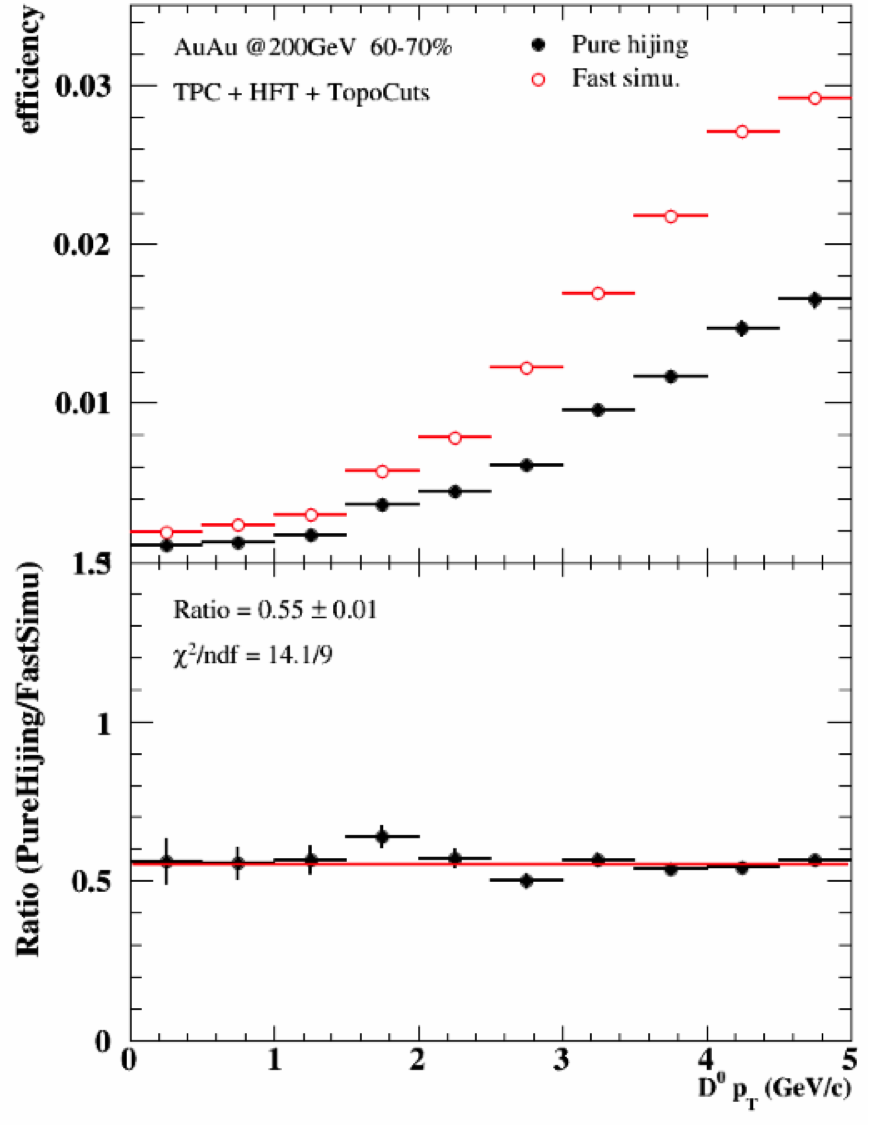 efficiency
AuAu @200GeV 60-70%
TPC + HFT + TopoCuts
Pure hijing
Fast simu.
0.03
0.02
0.01
Ratio (PureHijing/FastSimu)
1.5
Ratio = 0.55 ± 0.01
χ²/ndf = 14.1/9
1
0.5
0
0 1 2 3 4 5
D⁰ p_T (GeV/c)